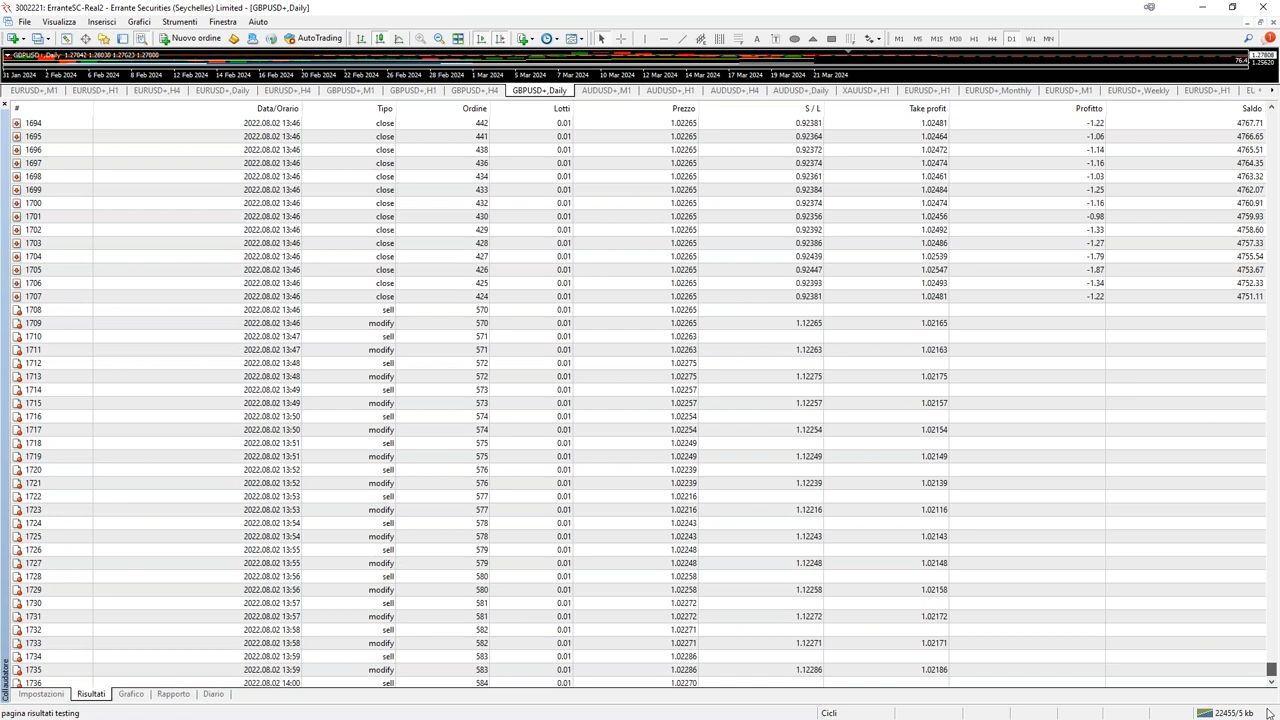 3002221: ErranteSC-Real2 - Errante Securities (Seychelles) Limited - [GBPUSD+,Daily]
File Visualizza Inserisci Grafici Strumenti Finestra Aiuto
Nuovo ordine AutoTrading M1 M5 M15 M30 H1 H4 D1 W1 MN
GBPUSD+,Daily 1.27842 1.28038 1.27623 1.27808
1.27808
1.25620
76.4
31 Jan 2024 2 Feb 2024 6 Feb 2024 8 Feb 2024 12 Feb 2024 14 Feb 2024 16 Feb 2024 20 Feb 2024 22 Feb 2024 26 Feb 2024 28 Feb 2024 1 Mar 2024 5 Mar 2024 7 Mar 2024 11 Mar 2024 13 Mar 2024 15 Mar 2024 19 Mar 2024 21 Mar 2024
EURUSD+,M1 EURUSD+,H1 EURUSD+,H4 EURUSD+,Daily EURUSD+,H4 GBPUSD+,M1 GBPUSD+,H1 GBPUSD+,H4 GBPUSD+,Daily AUDUSD+,M1 AUDUSD+,H1 AUDUSD+,H4 AUDUSD+,Daily XAUUSD+,M1 EURUSD+,H1 EURUSD+,Monthly EURUSD+,M1 EURUSD+,Weekly EURUSD+,H1 EU
# Data/Orario Tipo Ordine Lotti Prezzo S / L Take profit Profitto Saldo
1694 2022.08.02 13:46 close 442 0.01 1.02265 0.92381 1.02481 -1.22 4767.71
1695 2022.08.02 13:46 close 441 0.01 1.02265 0.92364 1.02464 -1.06 4766.65
1696 2022.08.02 13:46 close 438 0.01 1.02265 0.92372 1.02472 -1.14 4765.51
1697 2022.08.02 13:46 close 436 0.01 1.02265 0.92374 1.02474 -1.16 4764.35
1698 2022.08.02 13:46 close 434 0.01 1.02265 0.92361 1.02461 -1.03 4763.32
1699 2022.08.02 13:46 close 433 0.01 1.02265 0.92384 1.02484 -1.25 4762.07
1700 2022.08.02 13:46 close 432 0.01 1.02265 0.92374 1.02474 -1.16 4760.91
1701 2022.08.02 13:46 close 430 0.01 1.02265 0.92356 1.02456 -0.98 4759.93
1702 2022.08.02 13:46 close 429 0.01 1.02265 0.92392 1.02492 -1.33 4758.60
1703 2022.08.02 13:46 close 428 0.01 1.02265 0.92386 1.02486 -1.27 4757.33
1704 2022.08.02 13:46 close 427 0.01 1.02265 0.92439 1.02539 -1.79 4755.54
1705 2022.08.02 13:46 close 426 0.01 1.02265 0.92447 1.02547 -1.87 4753.67
1706 2022.08.02 13:46 close 425 0.01 1.02265 0.92393 1.02493 -1.34 4752.33
1707 2022.08.02 13:46 close 424 0.01 1.02265 0.92381 1.02481 -1.22 4751.11
1708 2022.08.02 13:46 sell 570 0.01 1.02265
1709 2022.08.02 13:46 modify 570 0.01 1.02265 1.12265 1.02165
1710 2022.08.02 13:47 sell 571 0.01 1.02263
1711 2022.08.02 13:47 modify 571 0.01 1.02263 1.12263 1.02163
1712 2022.08.02 13:48 sell 572 0.01 1.02275
1713 2022.08.02 13:48 modify 572 0.01 1.02275 1.12275 1.02175
1714 2022.08.02 13:49 sell 573 0.01 1.02257
1715 2022.08.02 13:49 modify 573 0.01 1.02257 1.12257 1.02157
1716 2022.08.02 13:50 sell 574 0.01 1.02254
1717 2022.08.02 13:50 modify 574 0.01 1.02254 1.12254 1.02154
1718 2022.08.02 13:51 sell 575 0.01 1.02249
1719 2022.08.02 13:51 modify 575 0.01 1.02249 1.12249 1.02149
1720 2022.08.02 13:52 sell 576 0.01 1.02239
1721 2022.08.02 13:52 modify 576 0.01 1.02239 1.12239 1.02139
1722 2022.08.02 13:53 sell 577 0.01 1.02216
1723 2022.08.02 13:53 modify 577 0.01 1.02216 1.12216 1.02116
1724 2022.08.02 13:54 sell 578 0.01 1.02243
1725 2022.08.02 13:54 modify 578 0.01 1.02243 1.12243 1.02143
1726 2022.08.02 13:55 sell 579 0.01 1.02248
1727 2022.08.02 13:55 modify 579 0.01 1.02248 1.12248 1.02148
1728 2022.08.02 13:56 sell 580 0.01 1.02258
1729 2022.08.02 13:56 modify 580 0.01 1.02258 1.12258 1.02158
1730 2022.08.02 13:57 sell 581 0.01 1.02272
1731 2022.08.02 13:57 modify 581 0.01 1.02272 1.12272 1.02172
1732 2022.08.02 13:58 sell 582 0.01 1.02271
1733 2022.08.02 13:58 modify 582 0.01 1.02271 1.12271 1.02171
1734 2022.08.02 13:59 sell 583 0.01 1.02286
1735 2022.08.02 13:59 modify 583 0.01 1.02286 1.12286 1.02186
1736 2022.08.02 14:00 sell 584 0.01 1.02270
Collaudatore
Impostazioni Risultati Grafico Rapporto Diario
pagina risultati testing Cicli 22455/5 kb